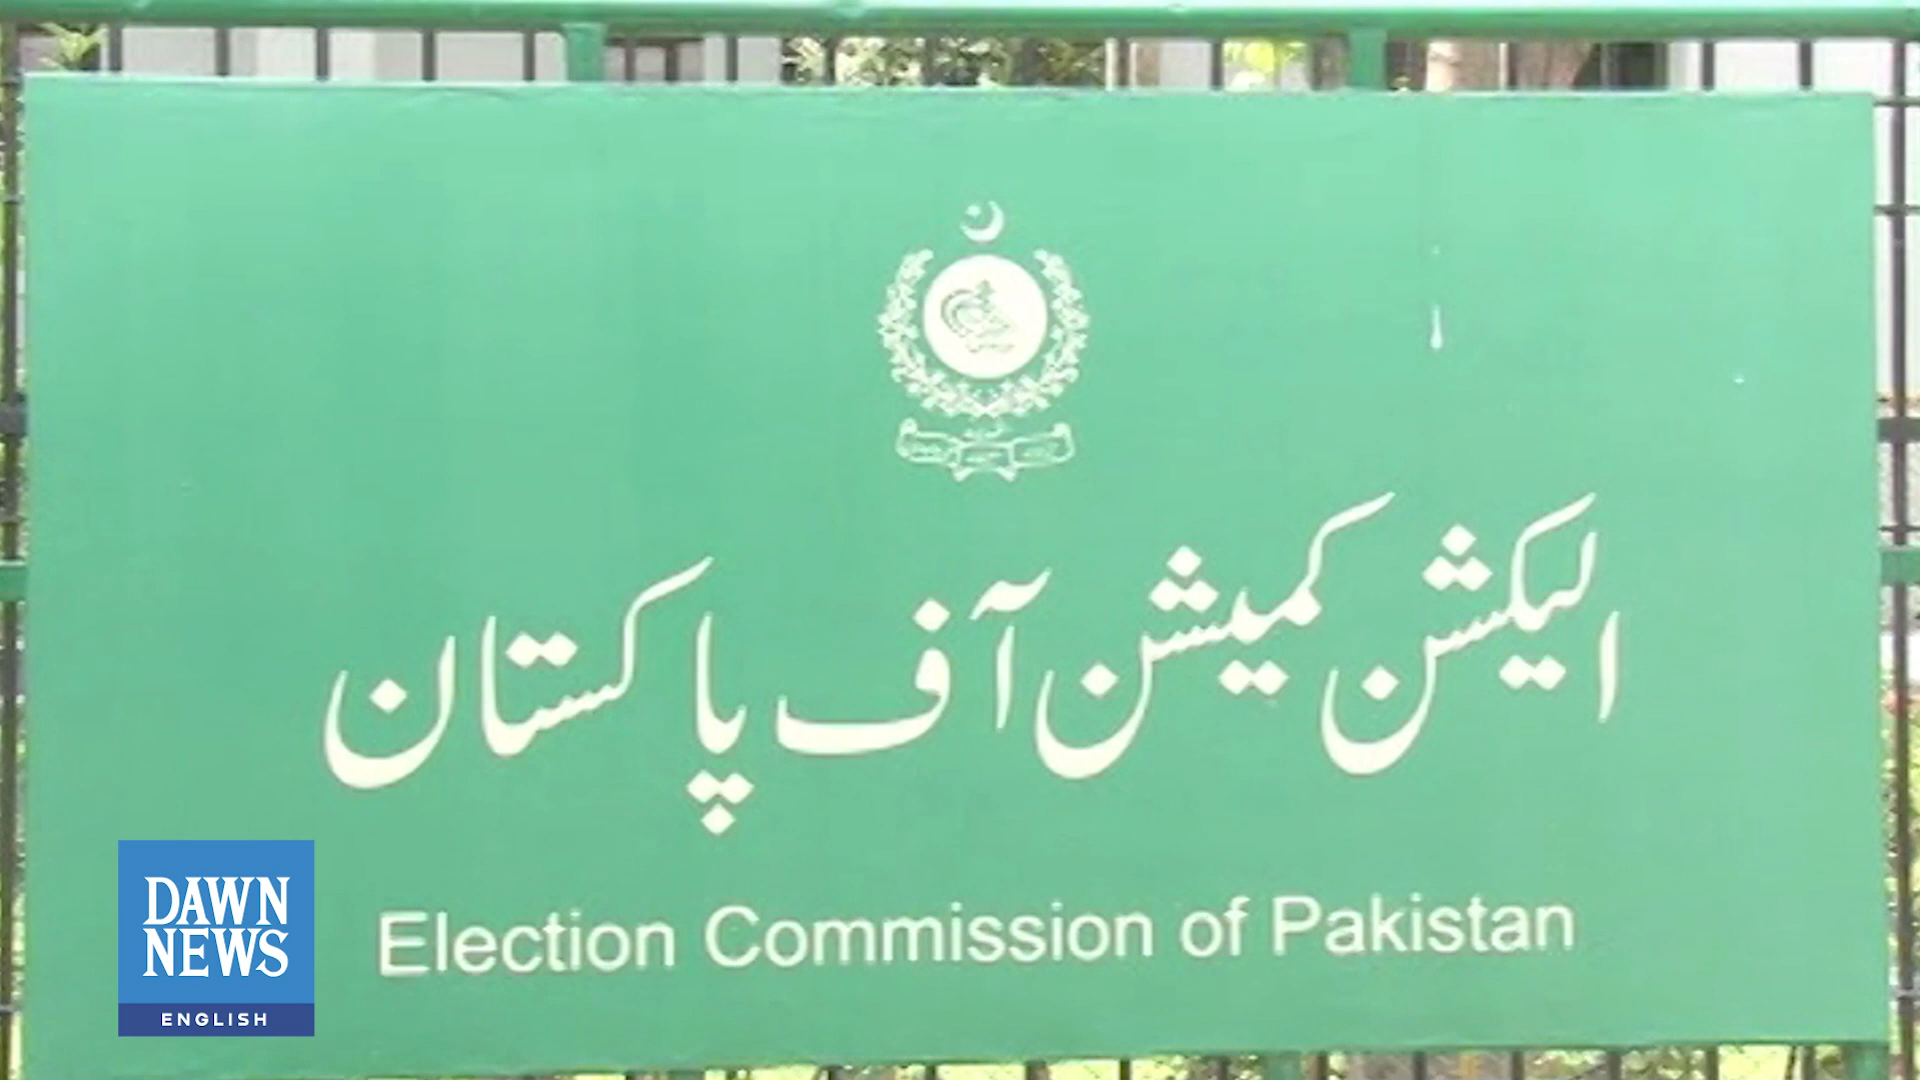 الیکشن کمیشن آف پاکستان
Election Commission of Pakistan
DAWN
NEWS
ENGLISH